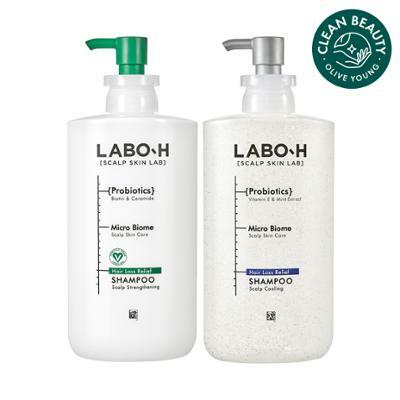 CLEAN BEAUTY
OLIVE YOUNG
LABO-H
[SCALP SKIN LAB]
{Probiotics}
Biotin & Ceramide
Micro Biome
Scalp Skin Care
Hair Loss Relief
SHAMPOO
Scalp Strengthening
LABO-H
[SCALP SKIN LAB]
{Probiotics}
Vitamin E & Mint Extract
Micro Biome
Scalp Skin Care
Hair Loss Relief
SHAMPOO
Scalp Cooling